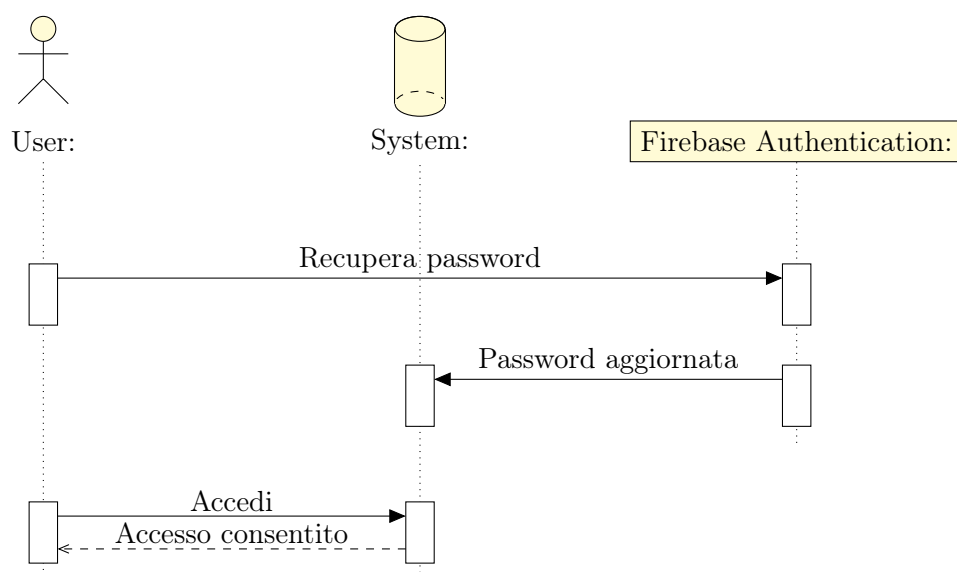 User:
System:
Firebase Authentication:
Recupera password
Password aggiornata
Accedi
Accesso consentito